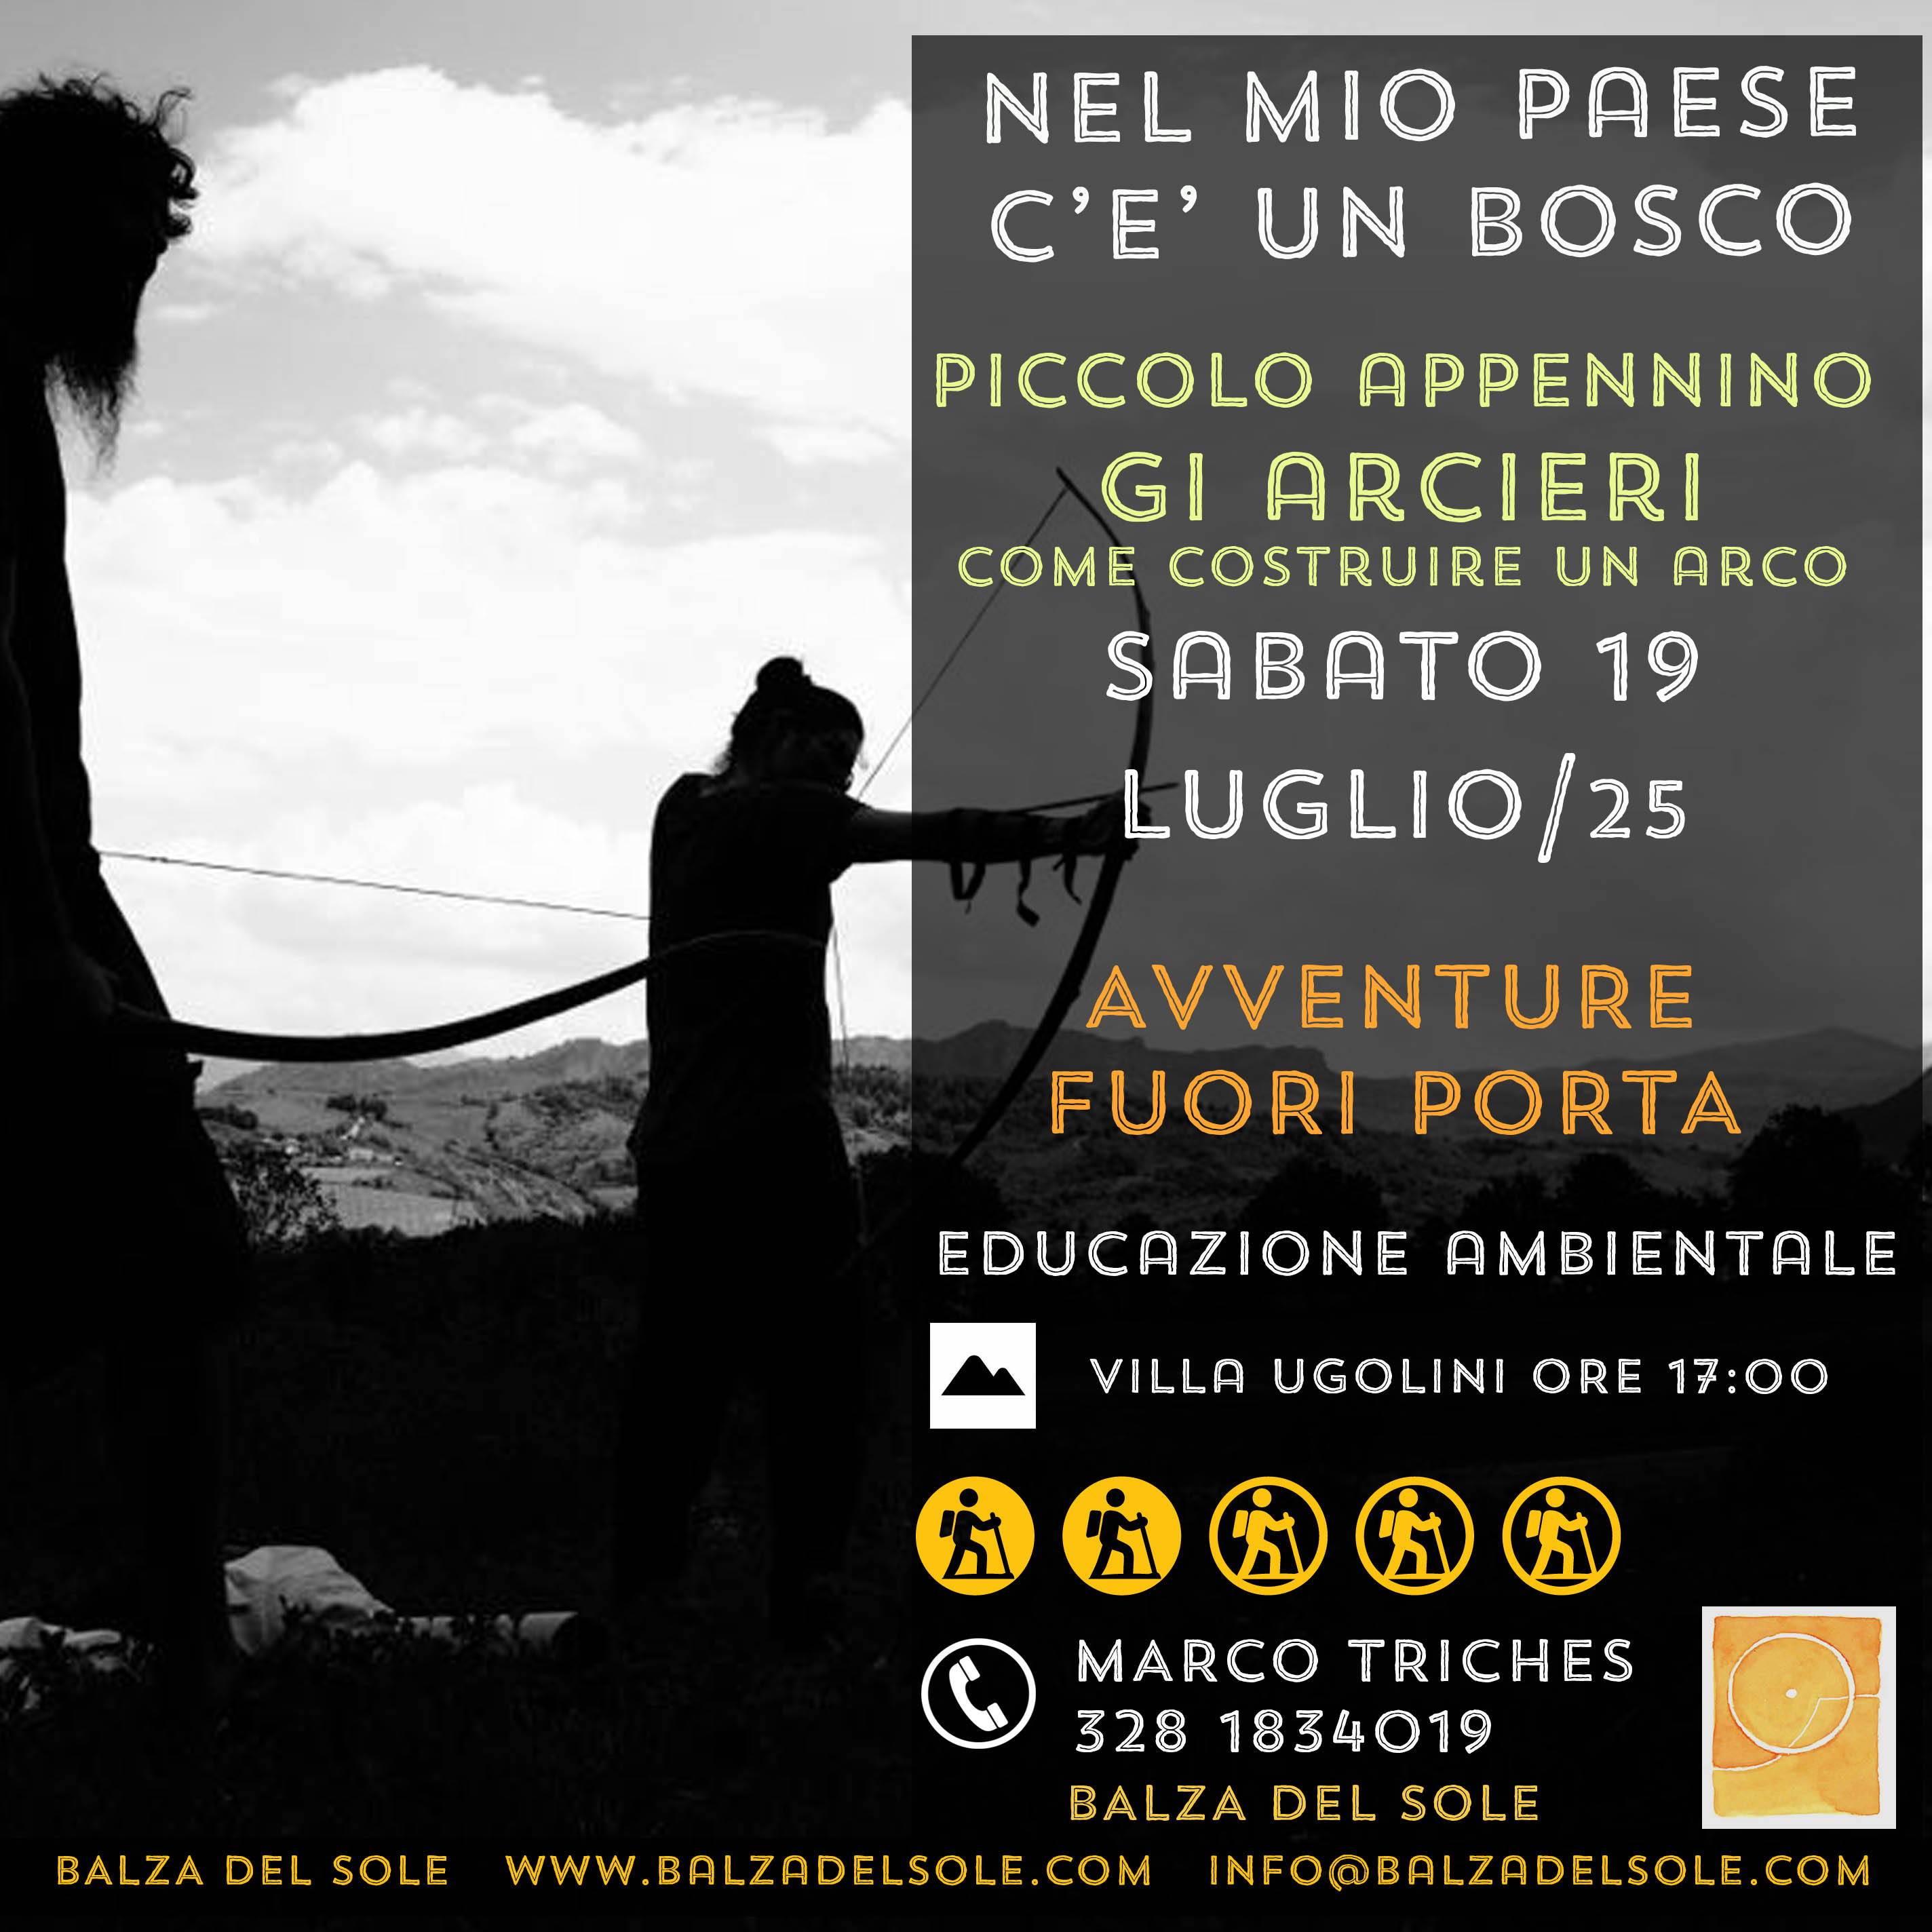 NEL MIO PAESE
C'E' UN BOSCO
PICCOLO APPENNINO
GI ARCIERI
COME COSTRUIRE UN ARCO
SABATO 19
LUGLIO/25
AVVENTURE
FUORI PORTA
EDUCAZIONE AMBIENTALE
VILLA UGOLINI ORE 17:00
MARCO TRICHES
328 1834019
BALZA DEL SOLE
BALZA DEL SOLE WWW.BALZADELSOLE.COM INFO@BALZADELSOLE.COM